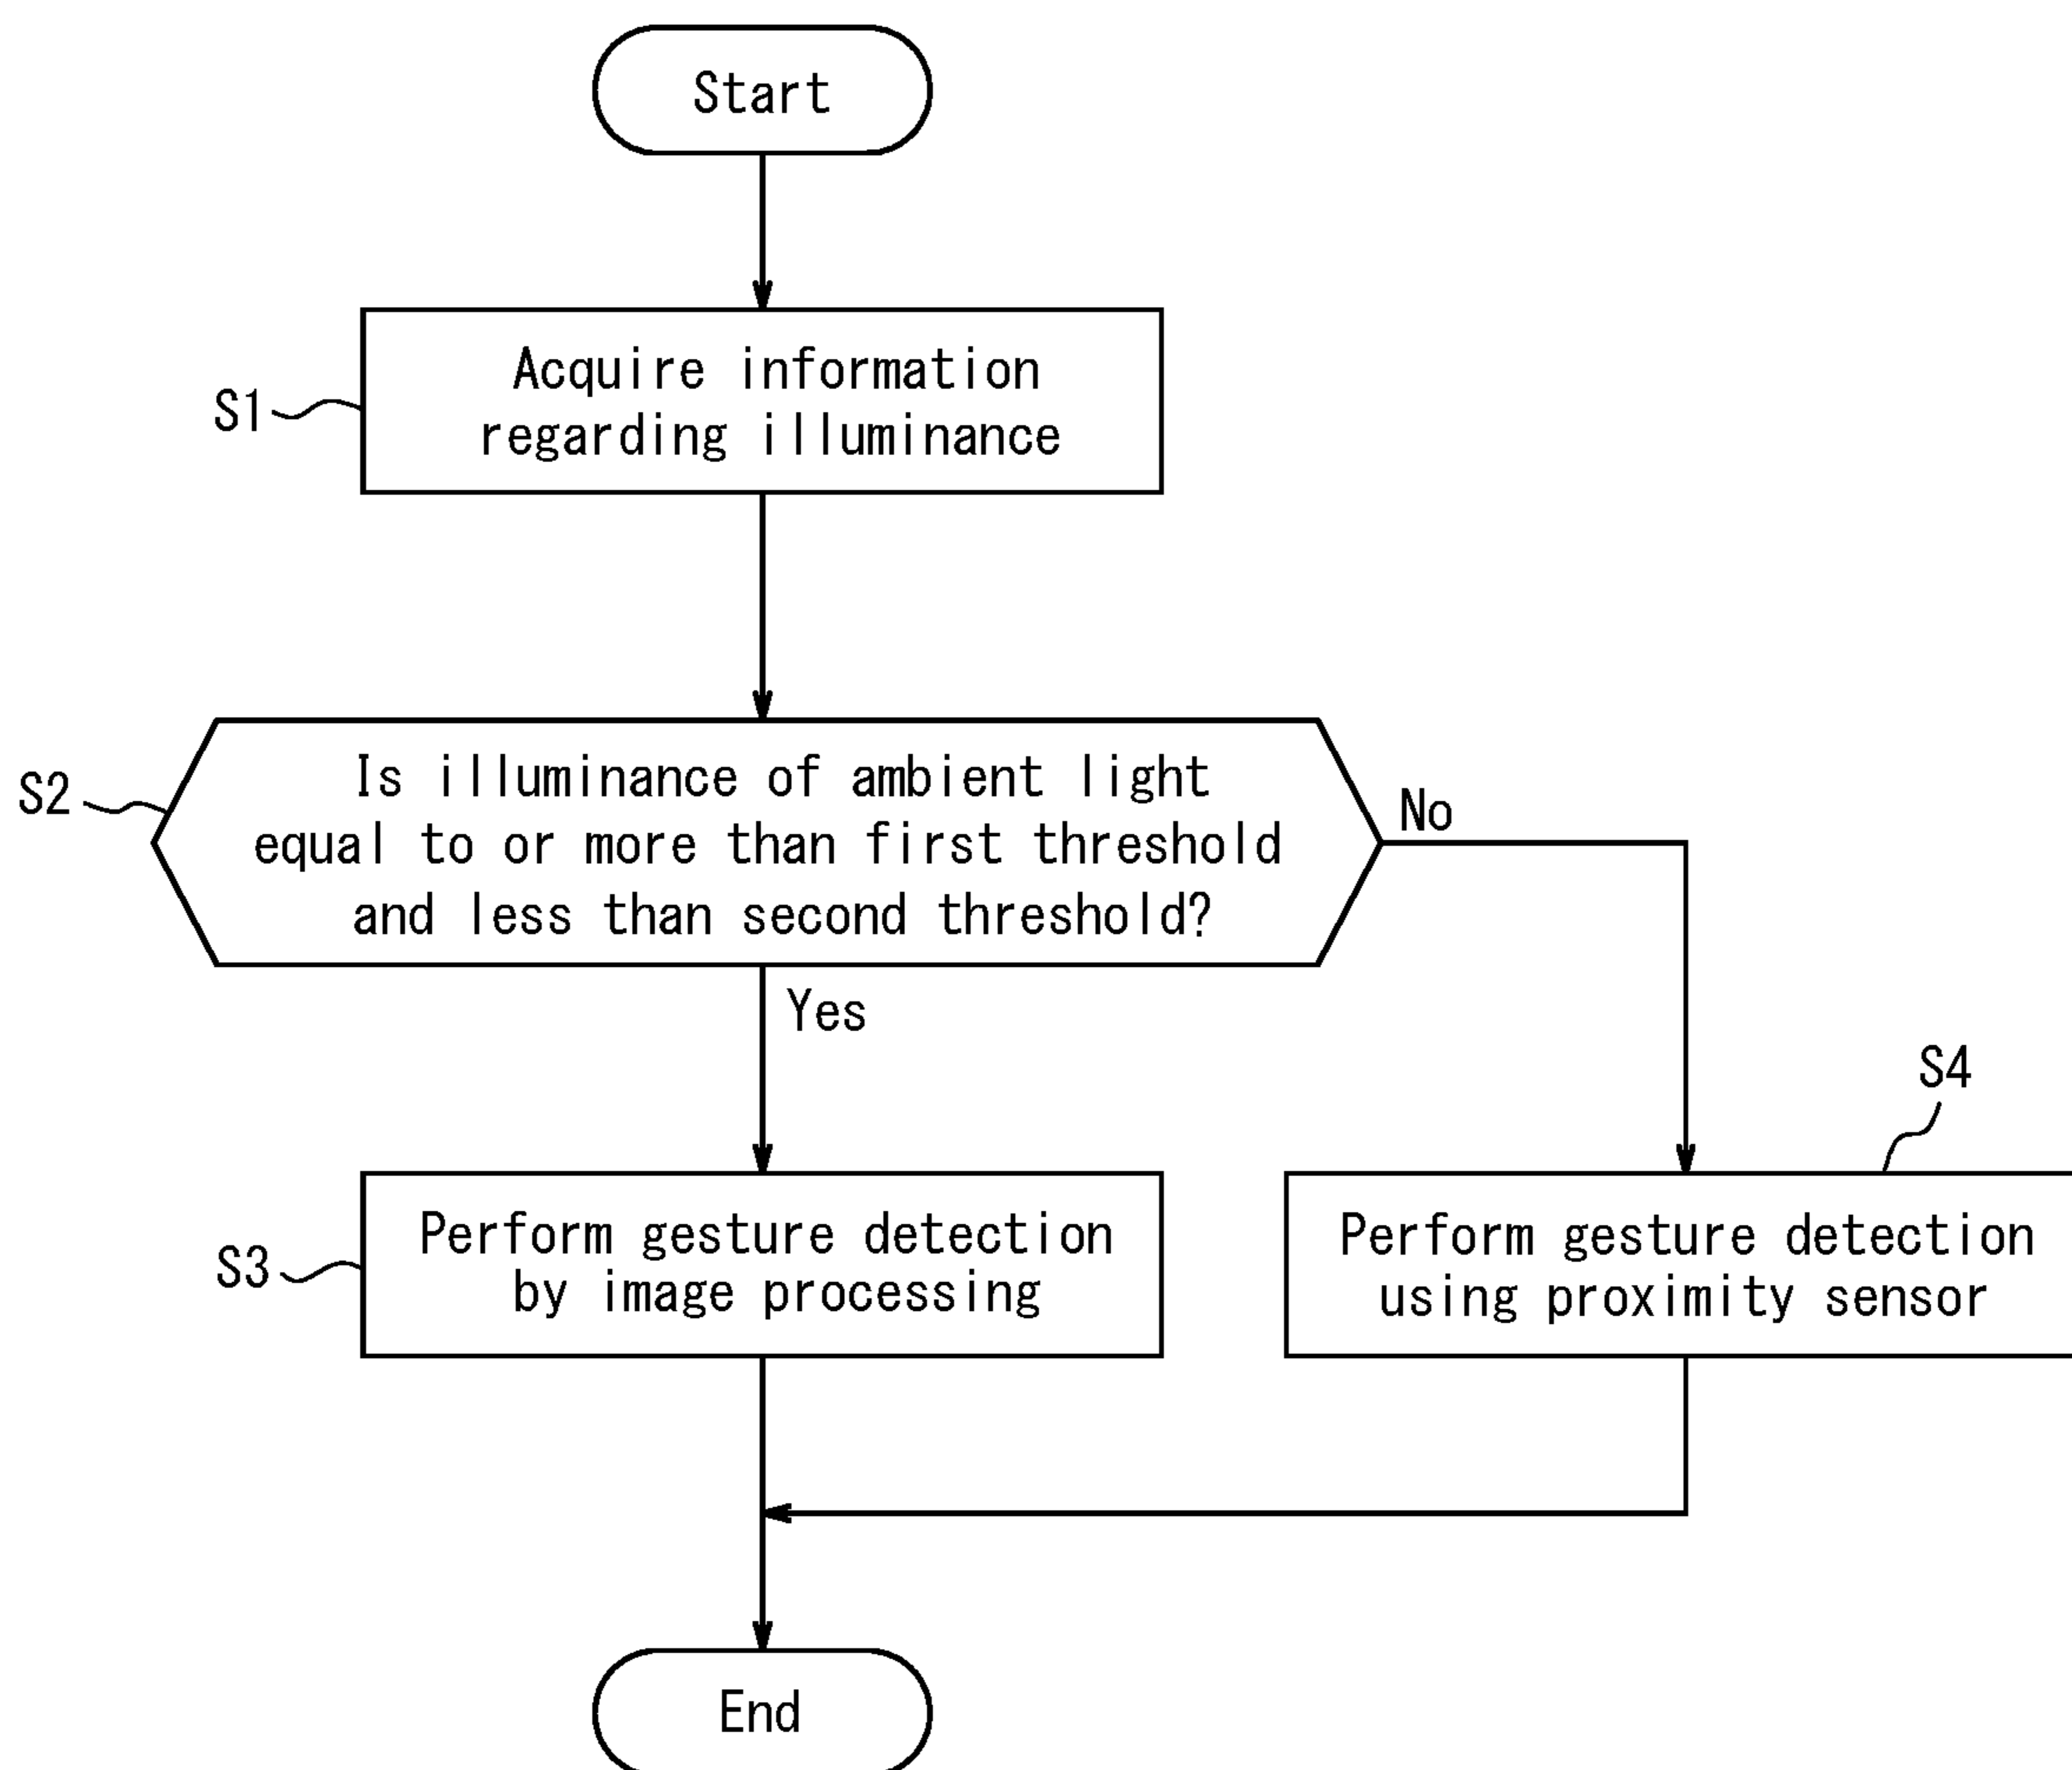 Start
Acquire information
regarding illuminance
S1
Is illuminance of ambient light
equal to or more than first threshold
and less than second threshold?
S2
No
Yes
S4
Perform gesture detection
by image processing
S3
Perform gesture detection
using proximity sensor
End